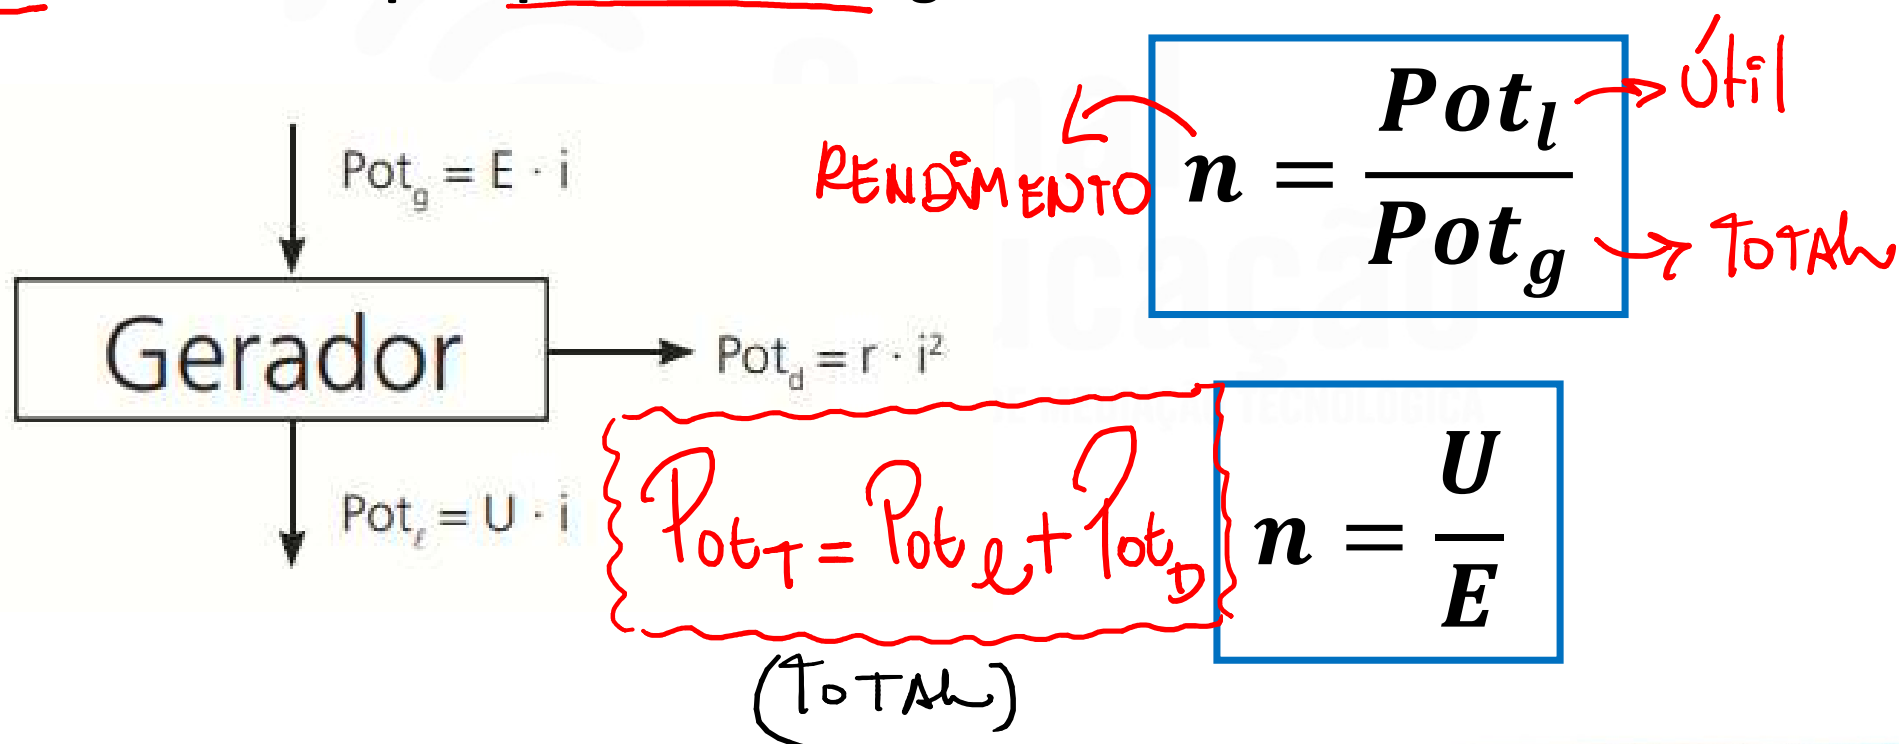 Útil
n = Pot_l / Pot_g
RENDIMENTO
TOTAL
Pot_g = E · i
Gerador
Pot_d = r · i²
Pot_ℓ = U · i
Pot_T = Pot_l + Pot_D
n = U / E
(TOTAL)